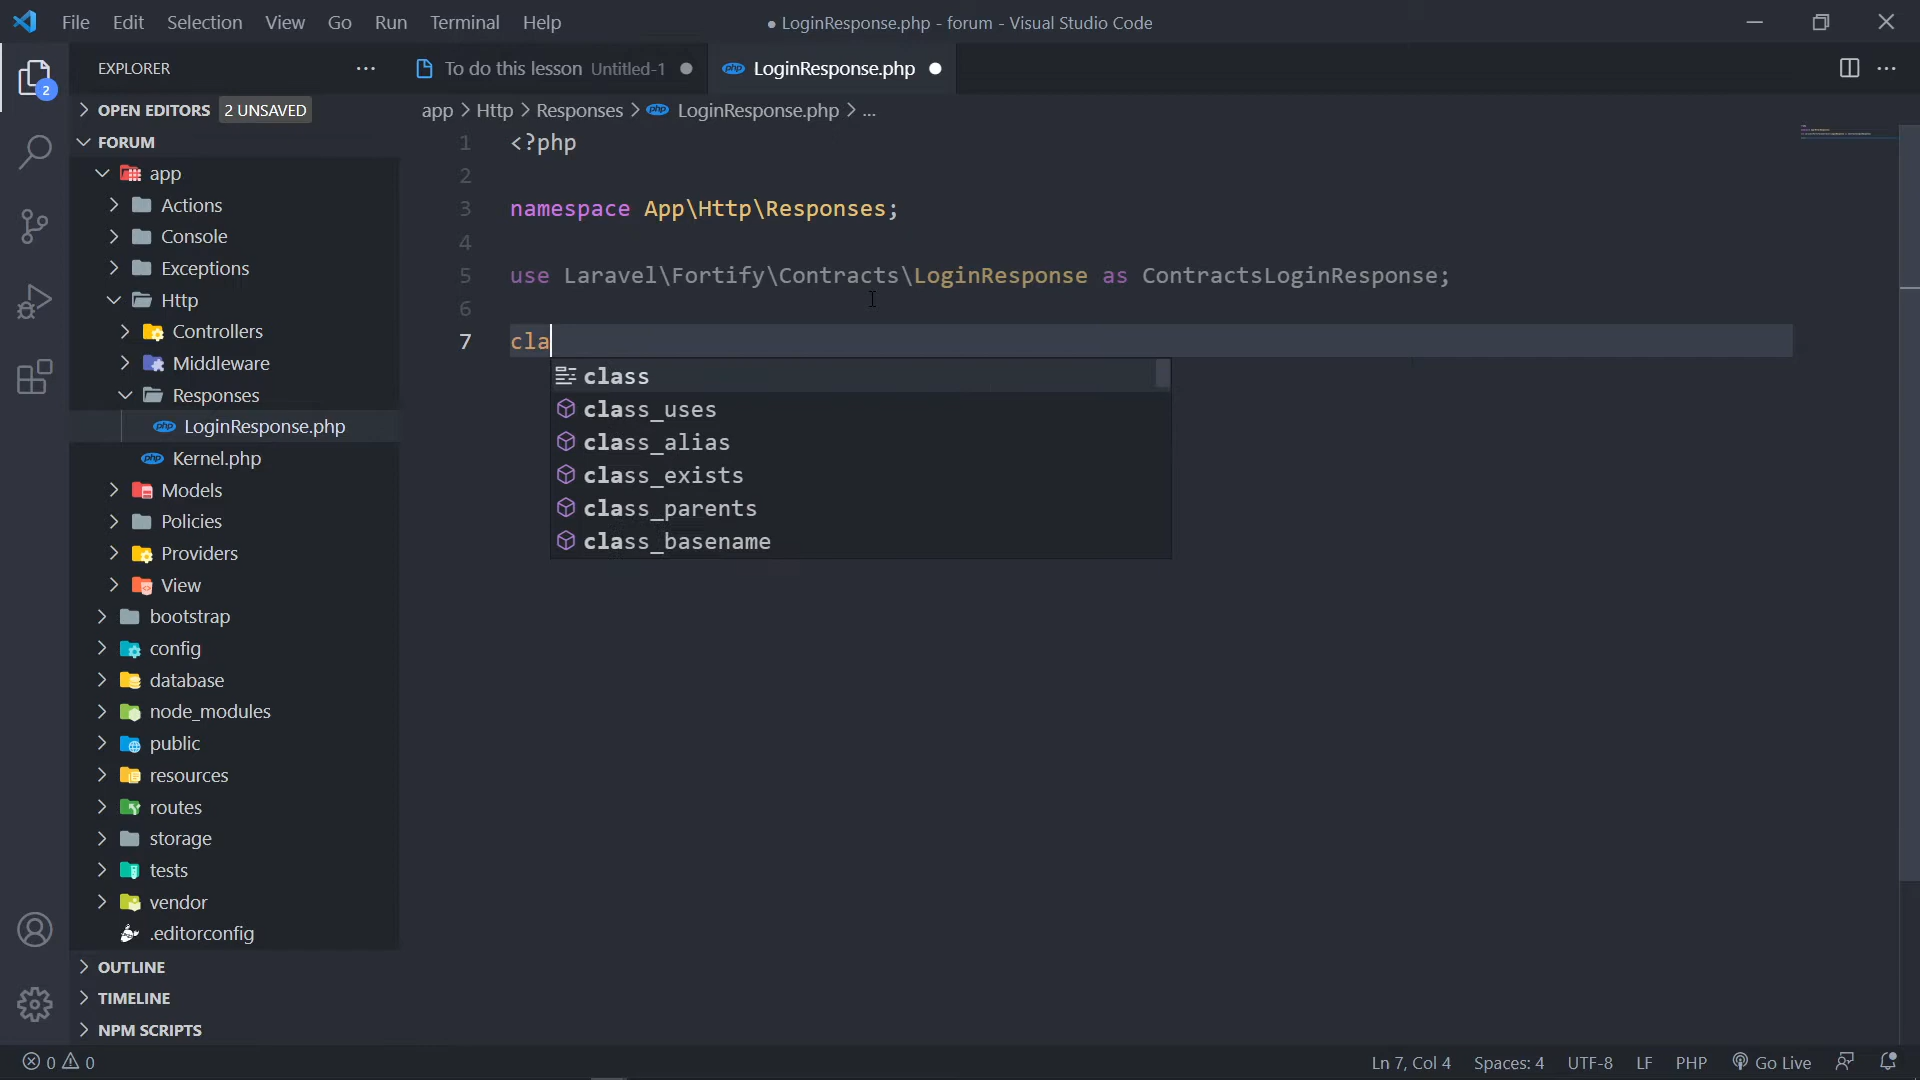 File Edit Selection View Go Run Terminal Help ● LoginResponse.php - forum - Visual Studio Code
EXPLORER ... To do this lesson Untitled-1 php LoginResponse.php
2
OPEN EDITORS 2 UNSAVED
app > Http > Responses > php LoginResponse.php > ...
FORUM
app
Actions
Console
Exceptions
Http
Controllers
Middleware
Responses
php LoginResponse.php
php Kernel.php
Models
Policies
Providers
View
bootstrap
config
database
node_modules
public
resources
routes
storage
tests
vendor
.editorconfig
OUTLINE
TIMELINE
NPM SCRIPTS
1 <?php
2
3 namespace App\Http\Responses;
4
5 use Laravel\Fortify\Contracts\LoginResponse as ContractsLoginResponse;
6
7 cla
class
class_uses
class_alias
class_exists
class_parents
class_basename
0 0 Ln 7, Col 4 Spaces: 4 UTF-8 LF PHP Go Live